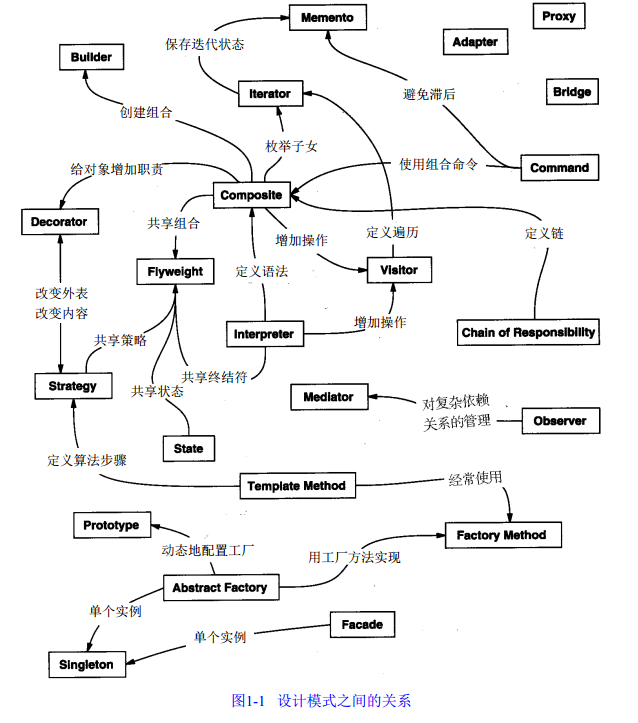 Memento
Proxy
保存迭代状态
Adapter
Builder
Iterator
Bridge
避免滞后
创建组合
枚举子女
给对象增加职责
使用组合命令
Command
Composite
Decorator
共享组合
增加操作
定义遍历
定义链
Flyweight
定义语法
Visitor
改变外表
改变内容
Interpreter
增加操作
Chain of Responsibility
共享策略
Strategy
共享终结符
共享状态
Mediator
对复杂依赖
关系的管理
Observer
State
定义算法步骤
Template Method
经常使用
Prototype
动态地配置工厂
用工厂方法实现
Factory Method
Abstract Factory
单个实例
Facade
单个实例
Singleton
图1-1 设计模式之间的关系